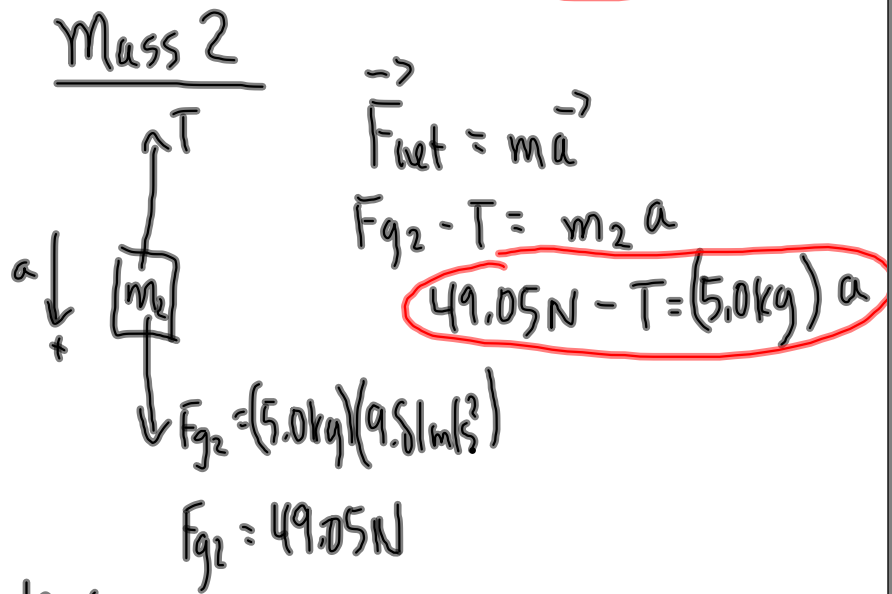 Mass 2
T
F⃗net = ma⃗
Fg2 - T = m2 a
a
m2
49.05N - T = (5.0kg) a
+
Fg2 = (5.0kg)(9.81m/s²)
Fg2 = 49.05N